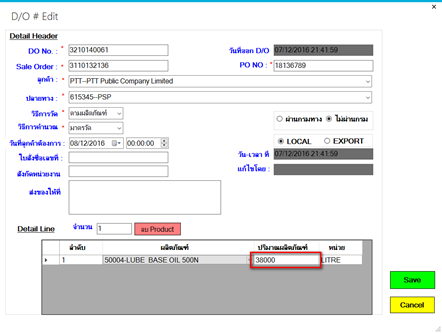 D/O # Edit
Detail Header
DO No. : * 3210140061 วันที่ออก D/O 07/12/2016 21:41:59
Sale Order : * 3110132136 PO NO : * 18136789
ลูกค้า : * PTT--PTT Public Company Limited
ปลายทาง : * 615345--PSP
วิธีการวัด * ตามผลิตภัณฑ์ ผ่านกรมทาง ไม่ผ่านกรม
วิธีการคำนวณ * มาตรวัด
วันที่ลูกค้าต้องการ : 08/12/2016 00:00:00 LOCAL EXPORT
ใบสั่งซื้อเลขที่ : วัน-เวลา ที่ 07/12/2016 21:41:59
สังกัดหน่วยงาน แก้ไขโดย :
ส่งของให้ที่
Detail Line จำนวน 1 ลบ Product
ลำดับ ผลิตภัณฑ์ ปริมาณผลิตภัณฑ์ หน่วย
1 50004-LUBE BASE OIL 500N 38000 LITRE
Save
Cancel